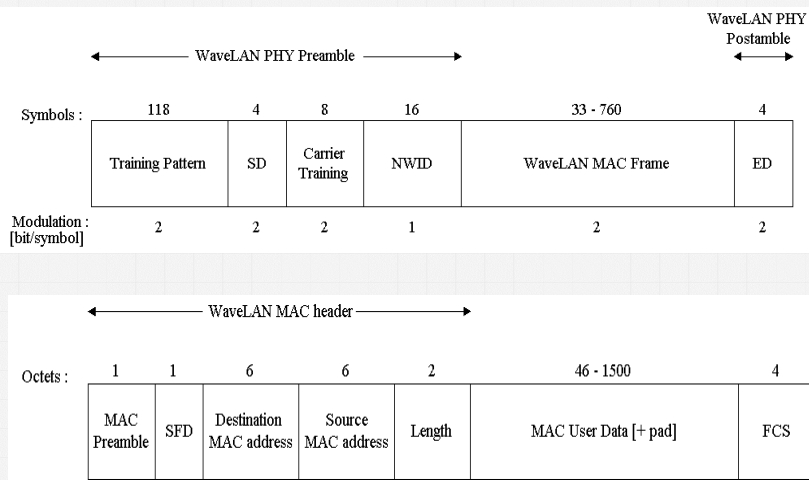 WaveLAN PHY
Postamble
WaveLAN PHY Preamble
Symbols : 118 4 8 16 33 - 760 4
Training Pattern SD Carrier Training NWID WaveLAN MAC Frame ED
Modulation :
[bit/symbol] 2 2 2 1 2 2
WaveLAN MAC header
Octets : 1 1 6 6 2 46 - 1500 4
MAC Preamble SFD Destination MAC address Source MAC address Length MAC User Data [+ pad] FCS